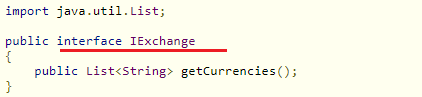 import java.util.List;
public interface IExchange
{
public List<String> getCurrencies();
}